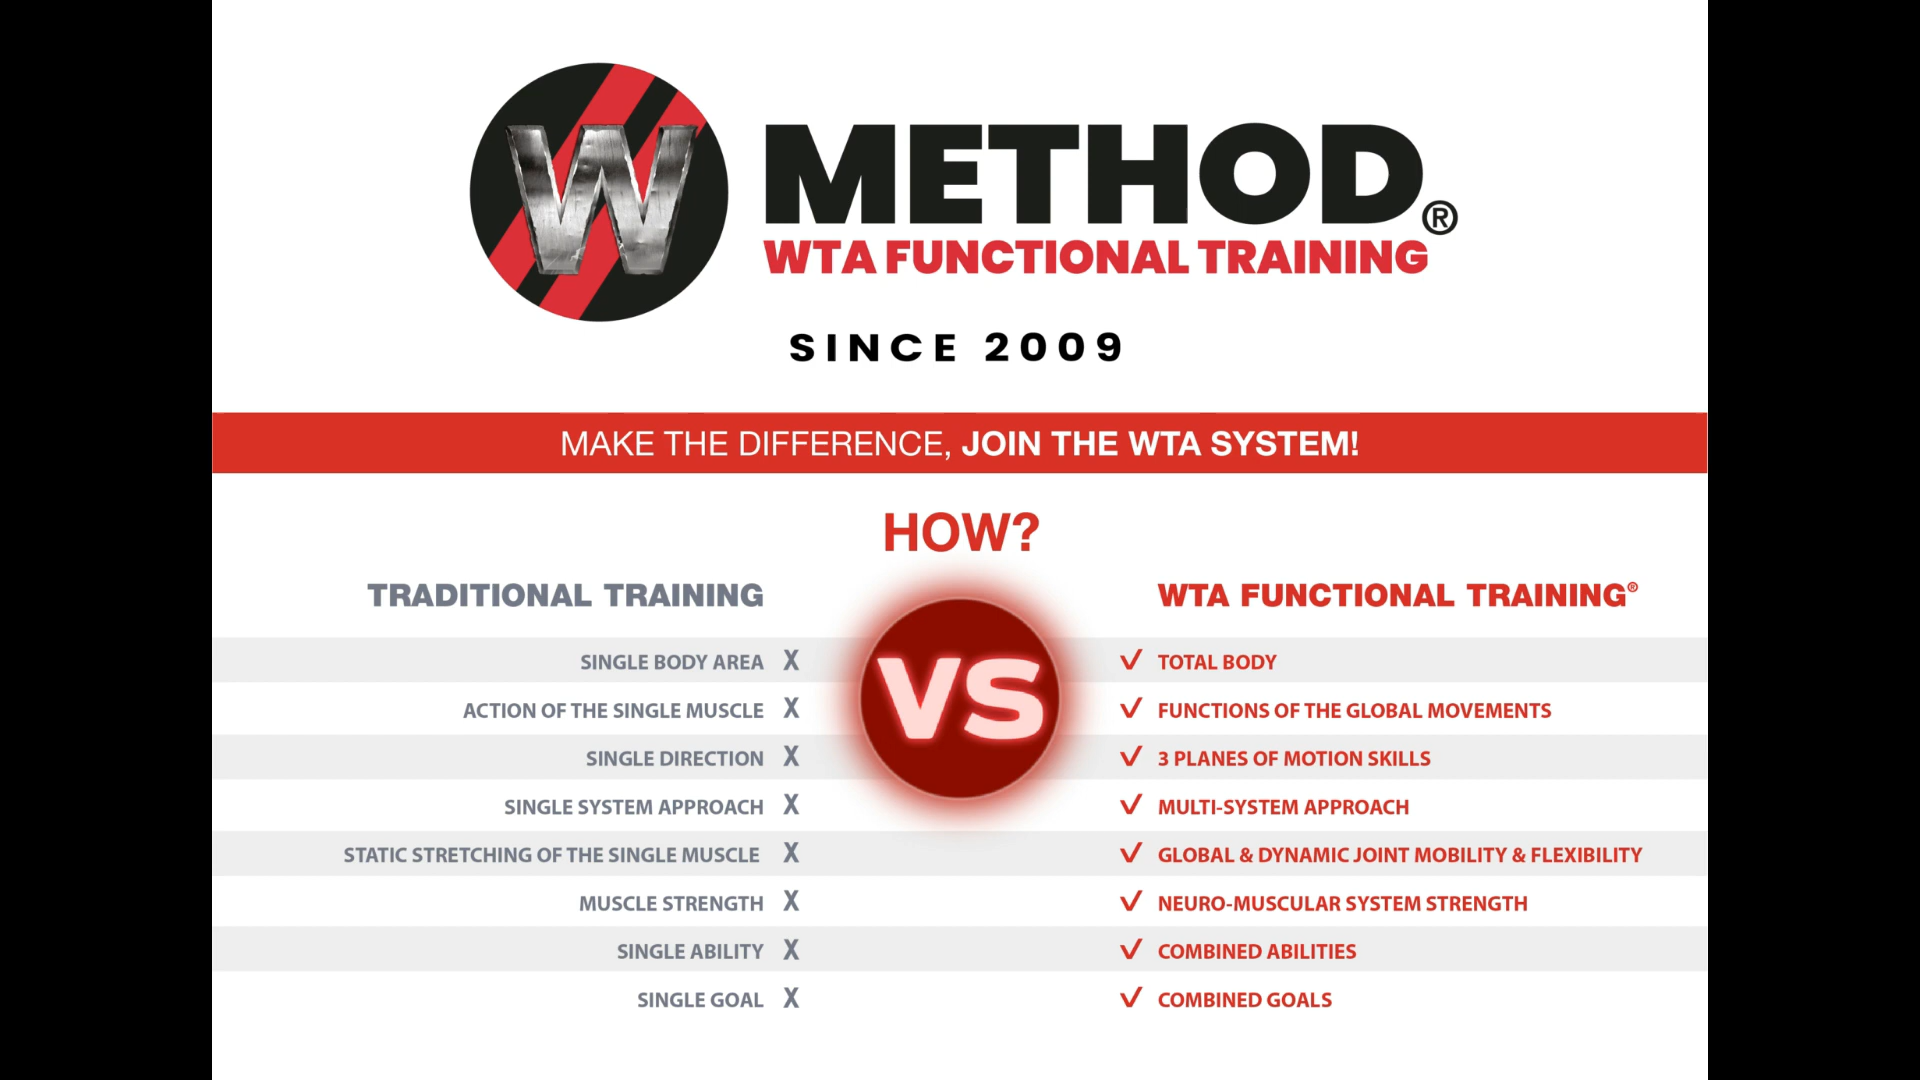 W METHOD®
WTA FUNCTIONAL TRAINING
SINCE 2009
MAKE THE DIFFERENCE, JOIN THE WTA SYSTEM!
HOW?
TRADITIONAL TRAINING VS WTA FUNCTIONAL TRAINING®
SINGLE BODY AREA X ✓ TOTAL BODY
ACTION OF THE SINGLE MUSCLE X ✓ FUNCTIONS OF THE GLOBAL MOVEMENTS
SINGLE DIRECTION X ✓ 3 PLANES OF MOTION SKILLS
SINGLE SYSTEM APPROACH X ✓ MULTI-SYSTEM APPROACH
STATIC STRETCHING OF THE SINGLE MUSCLE X ✓ GLOBAL & DYNAMIC JOINT MOBILITY & FLEXIBILITY
MUSCLE STRENGTH X ✓ NEURO-MUSCULAR SYSTEM STRENGTH
SINGLE ABILITY X ✓ COMBINED ABILITIES
SINGLE GOAL X ✓ COMBINED GOALS